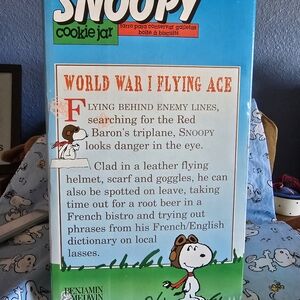 SNOOPY
cookie jar
tarro para conservar galletas
boîte à biscuits
WORLD WAR I FLYING ACE
FLYING BEHIND ENEMY LINES,
searching for the Red
Baron's triplane, SNOOPY
looks danger in the eye.
Clad in a leather flying
helmet, scarf and goggles, he can
also be spotted on leave, taking
time out for a root beer in a
French bistro and trying out
phrases from his French/English
dictionary on local
lasses.
BENJAMIN
MEDWIN